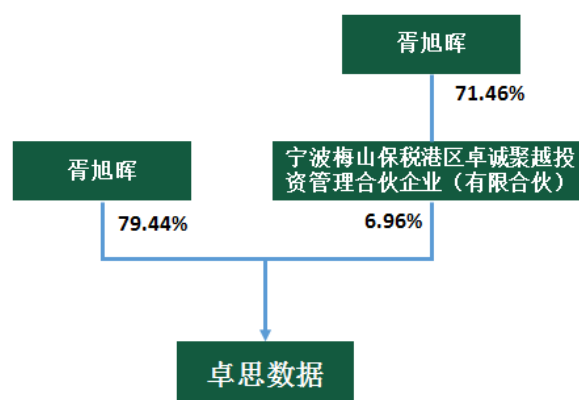 胥旭晖
71.46%
胥旭晖
宁波梅山保税港区卓诚聚越投
资管理合伙企业（有限合伙）
79.44%
6.96%
卓思数据